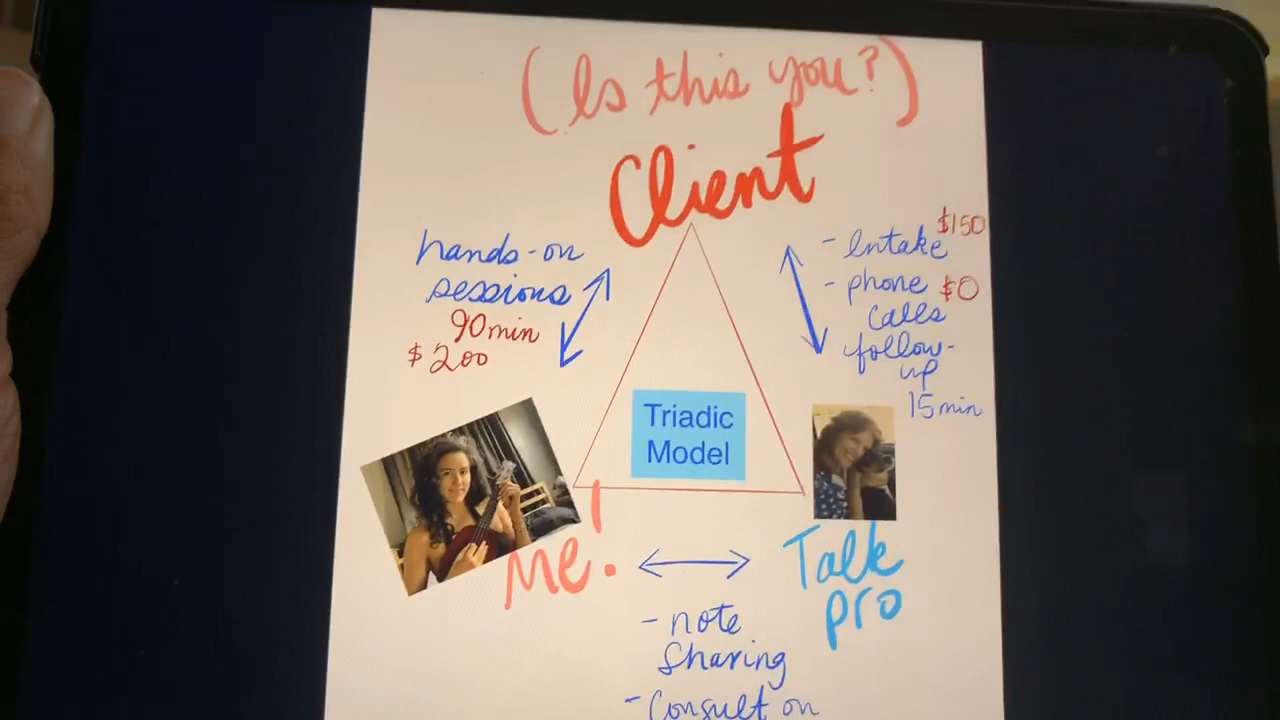 (Is this you?)
Client
hands-on
sessions
90min
$200
- Intake $150
- phone $0
calls
follow-
up
15min
Triadic
Model
Me!
Talk
pro
- note
sharing
- Consult on